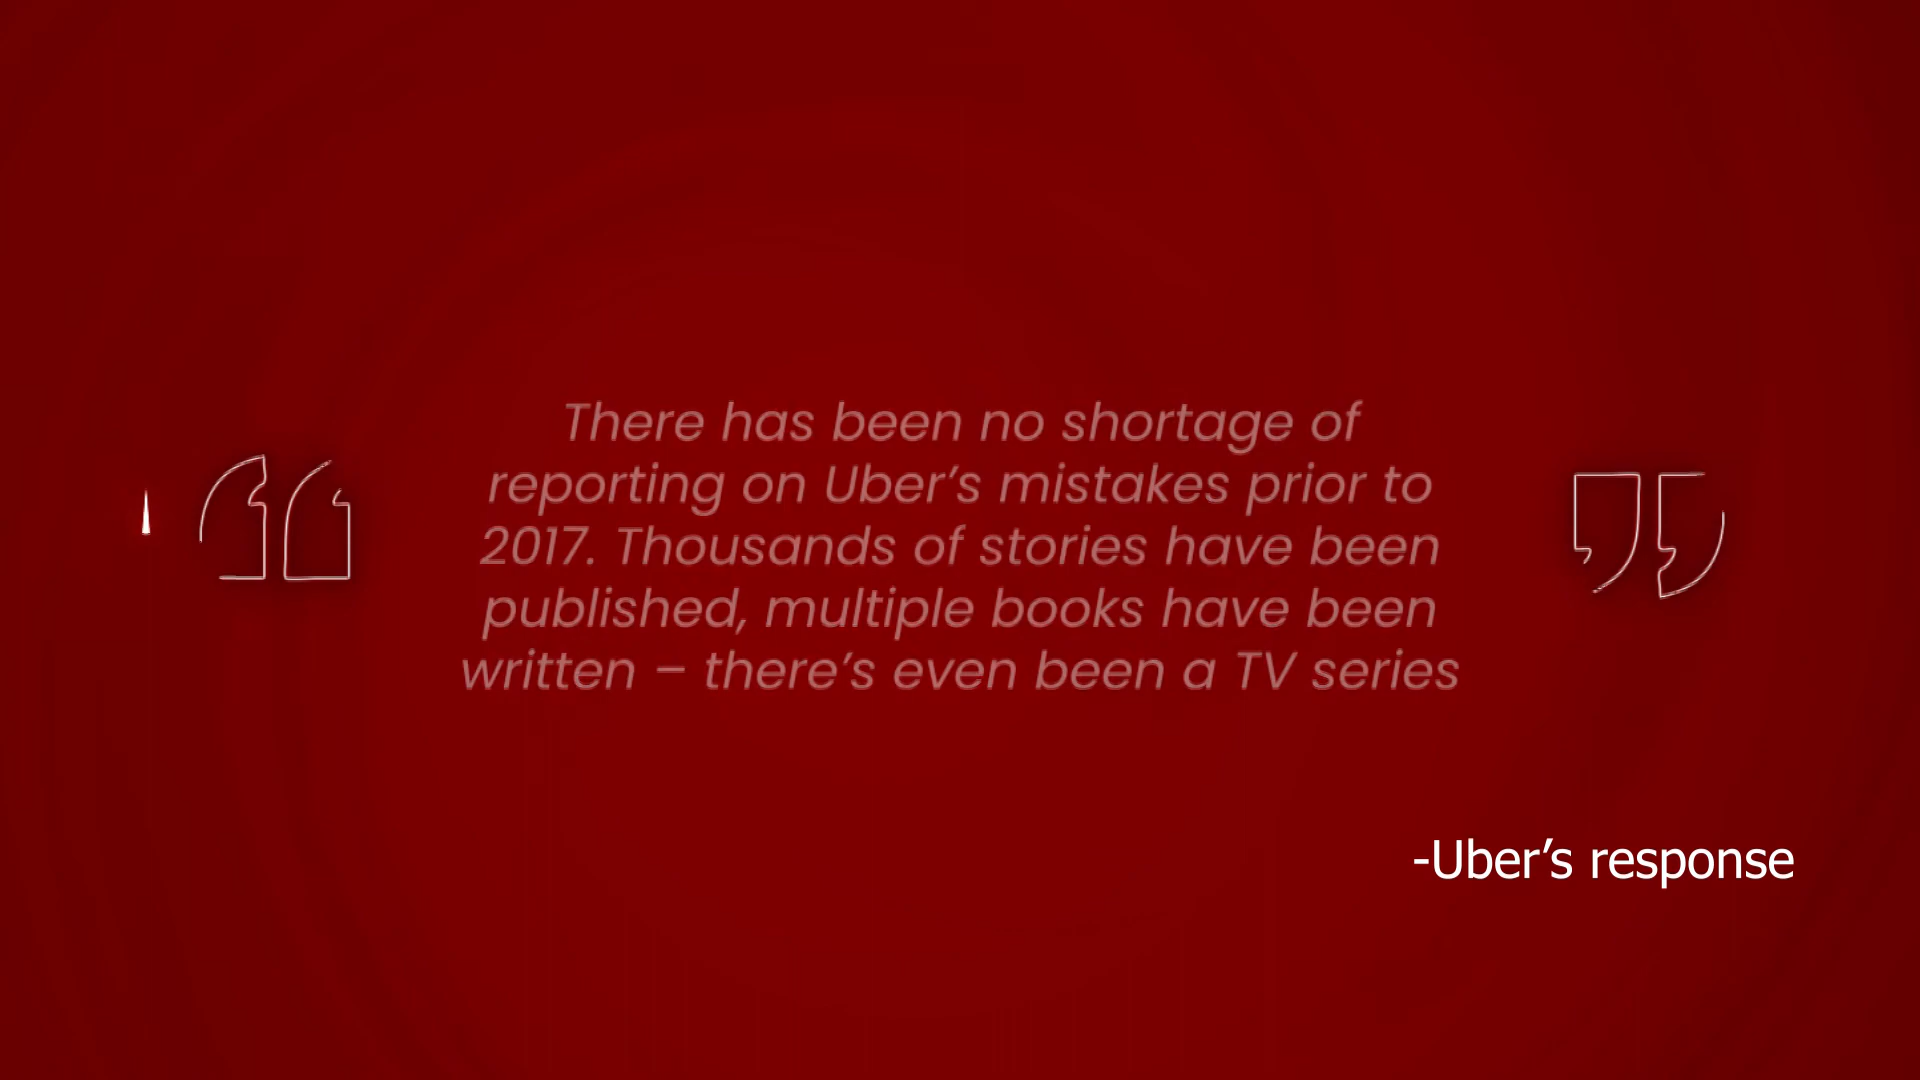 There has been no shortage of
reporting on Uber’s mistakes prior to
2017. Thousands of stories have been
published, multiple books have been
written – there’s even been a TV series
-Uber’s response